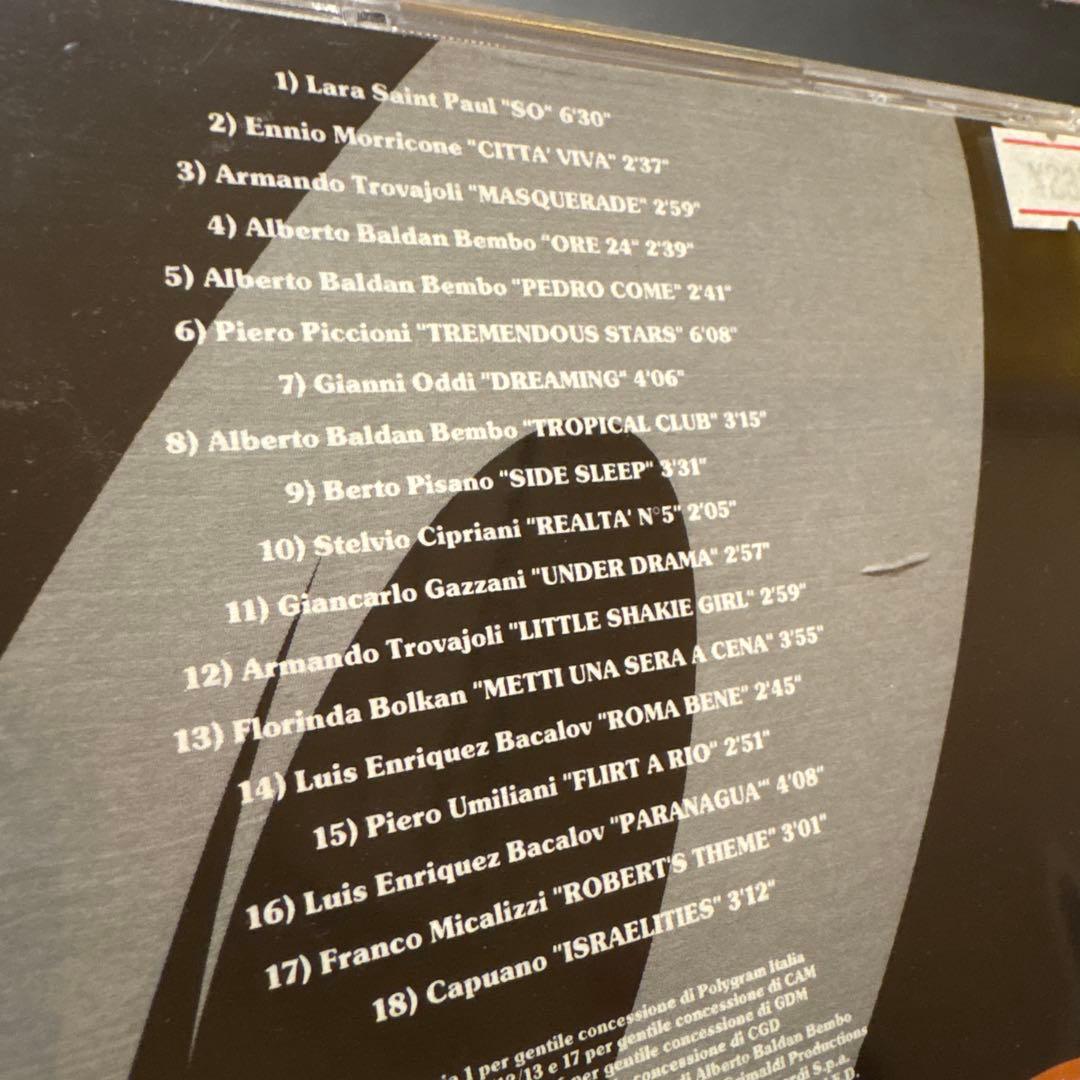 1) Lara Saint Paul "SO" 6'30"
2) Ennio Morricone "CITTA' VIVA" 2'37"
3) Armando Trovajoli "MASQUERADE" 2'59"
4) Alberto Baldan Bembo "ORE 24" 2'39"
5) Alberto Baldan Bembo "PEDRO COME" 2'41"
6) Piero Piccioni "TREMENDOUS STARS" 6'08"
7) Gianni Oddi "DREAMING" 4'06"
8) Alberto Baldan Bembo "TROPICAL CLUB" 3'15"
9) Berto Pisano "SIDE SLEEP" 3'31"
10) Stelvio Cipriani "REALTA' N°5" 2'05"
11) Giancarlo Gazzani "UNDER DRAMA" 2'57"
12) Armando Trovajoli "LITTLE SHAKIE GIRL" 2'59"
13) Florinda Bolkan "METTI UNA SERA A CENA" 3'55"
14) Luis Enriquez Bacalov "ROMA BENE" 2'45"
15) Piero Umiliani "FLIRT A RIO" 2'51"
16) Luis Enriquez Bacalov "PARANAGUA'" 4'08"
17) Franco Micalizzi "ROBERT'S THEME" 3'01"
18) Capuano "ISRAELITIES" 3'12"
1 per gentile concessione di Polygram Italia
/13 e 17 per gentile concessione di CAM
per gentile concessione di GDM
concessione di CGD
di Alberto Baldan Bembo
Productions
S.p.a.